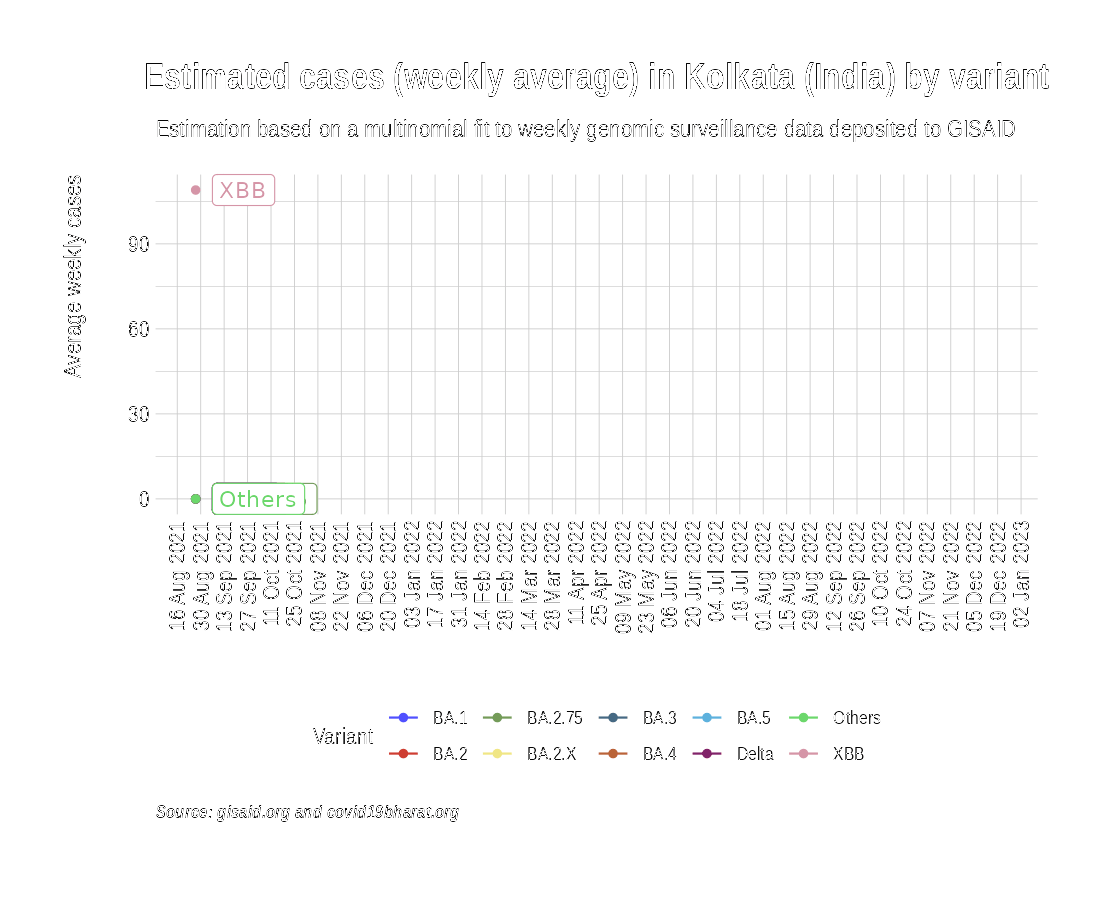 Estimated cases (weekly average) in Kolkata (India) by variant
Estimation based on a multinomial fit to weekly genomic surveillance data deposited to GISAID
Average weekly cases
XBB
90
60
30
0
Others
16 Aug 2021
30 Aug 2021
13 Sep 2021
27 Sep 2021
11 Oct 2021
25 Oct 2021
08 Nov 2021
22 Nov 2021
06 Dec 2021
20 Dec 2021
03 Jan 2022
17 Jan 2022
31 Jan 2022
14 Feb 2022
28 Feb 2022
14 Mar 2022
28 Mar 2022
11 Apr 2022
25 Apr 2022
09 May 2022
23 May 2022
06 Jun 2022
20 Jun 2022
04 Jul 2022
18 Jul 2022
01 Aug 2022
15 Aug 2022
29 Aug 2022
12 Sep 2022
26 Sep 2022
10 Oct 2022
24 Oct 2022
07 Nov 2022
21 Nov 2022
05 Dec 2022
19 Dec 2022
02 Jan 2023
Variant
BA.1 BA.2.75 BA.3 BA.5 Others
BA.2 BA.2.X BA.4 Delta XBB
Source: gisaid.org and covid19bharat.org